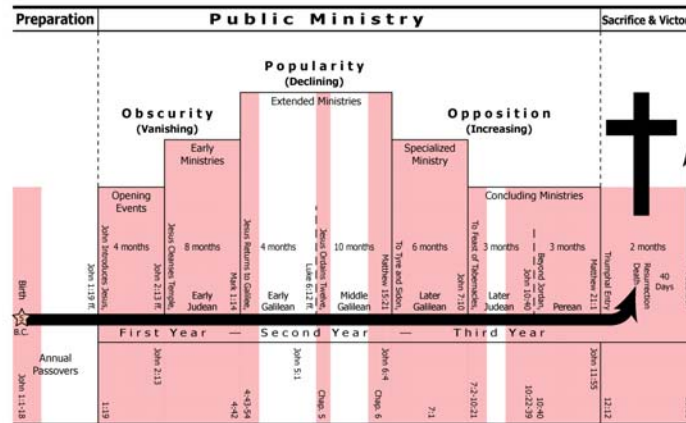 Preparation
Public Ministry
Sacrifice & Victor
Popularity
(Declining)
Extended Ministries
Obscurity
(Vanishing)
Opposition
(Increasing)
Early
Ministries
Specialized
Ministry
Opening
Events
Concluding Ministries
4 months
8 months
4 months
10 months
6 months
3 months
3 months
2 months
40
Days
Birth
John 1:19 ff.
John Introduces Jesus,
John 2:13 ff.
Jesus Cleanses Temple,
Mark 1:14
Jesus Returns to Galilee,
Luke 6:12 ff.
Jesus Ordains Twelve,
Matthew 15:21
To Tyre and Sidon,
John 7:10
To Feast of Tabernacles,
John 10:40
Beyond Jordan,
Matthew 21:1
Triumphal Entry
Death
Resurrection
Early
Judean
Early
Galilean
Middle
Galilean
Later
Galilean
Later
Judean
Perean
B.C.
First Year — Second Year — Third Year
Annual
Passovers
John 2:13
John 5:1
John 6:4
John 11:55
John 1:1-18
1:19
4:42
4:43-54
Chap. 5
Chap. 6
7:1
7:2-10:21
10:22-39
10:40
12:12